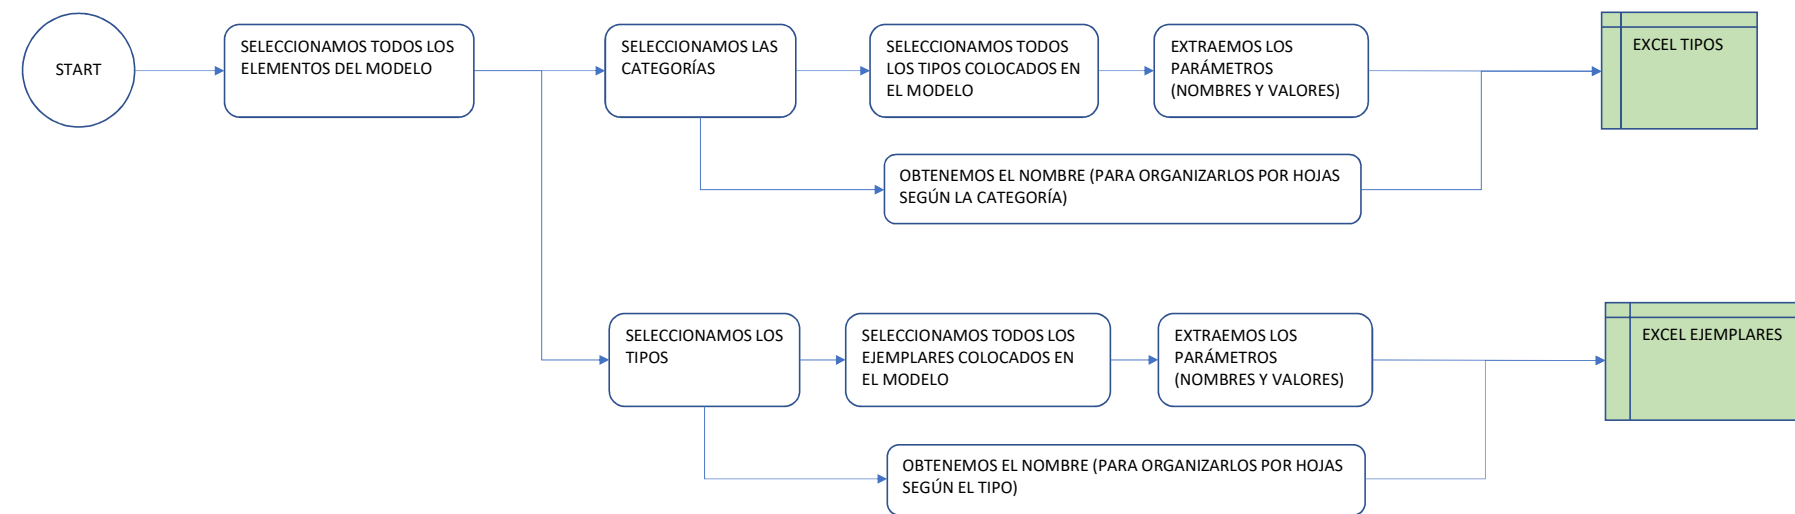 START
SELECCIONAMOS TODOS LOS
ELEMENTOS DEL MODELO
SELECCIONAMOS LAS
CATEGORÍAS
SELECCIONAMOS TODOS
LOS TIPOS COLOCADOS EN
EL MODELO
EXTRAEMOS LOS
PARÁMETROS
(NOMBRES Y VALORES)
EXCEL TIPOS
OBTENEMOS EL NOMBRE (PARA ORGANIZARLOS POR HOJAS
SEGÚN LA CATEGORÍA)
SELECCIONAMOS LOS
TIPOS
SELECCIONAMOS TODOS LOS
EJEMPLARES COLOCADOS EN
EL MODELO
EXTRAEMOS LOS
PARÁMETROS
(NOMBRES Y VALORES)
EXCEL EJEMPLARES
OBTENEMOS EL NOMBRE (PARA ORGANIZARLOS POR HOJAS
SEGÚN EL TIPO)